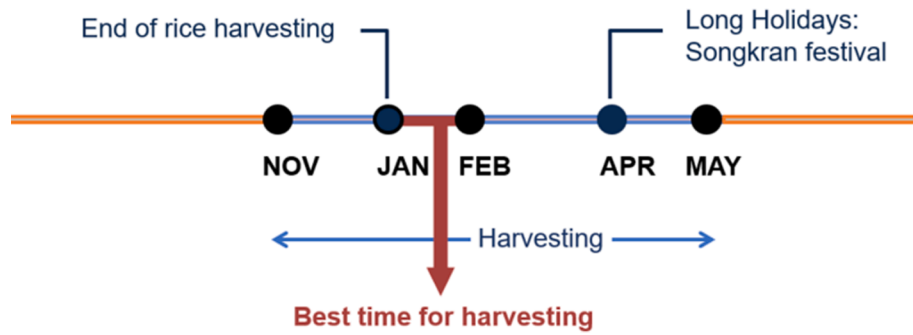 End of rice harvesting
Long Holidays:
Songkran festival
NOV
JAN
FEB
APR
MAY
Harvesting
Best time for harvesting